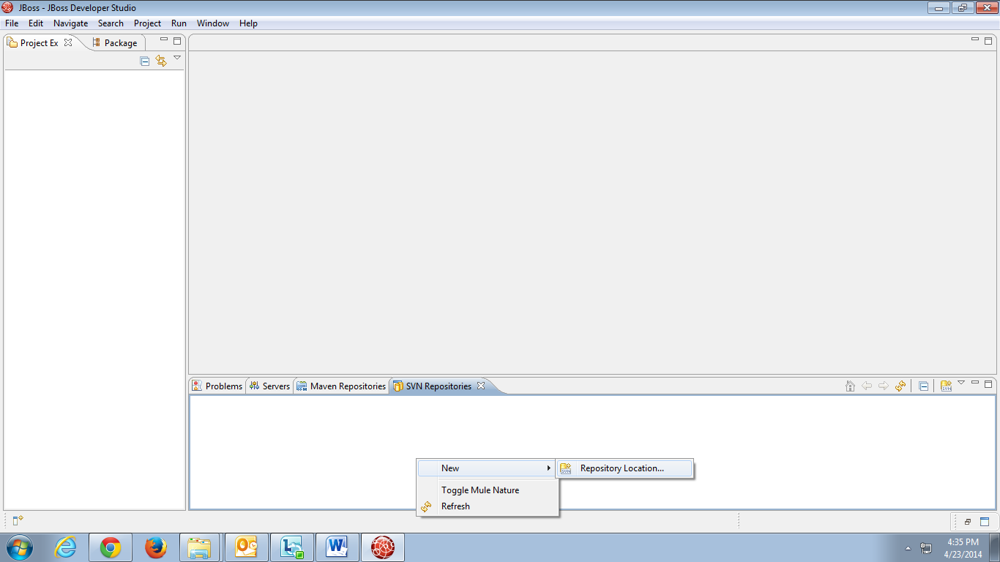 JBoss - JBoss Developer Studio
File Edit Navigate Search Project Run Window Help
Project Ex Package
Problems Servers Maven Repositories SVN Repositories
New Repository Location...
Toggle Mule Nature
Refresh
4:35 PM
4/23/2014